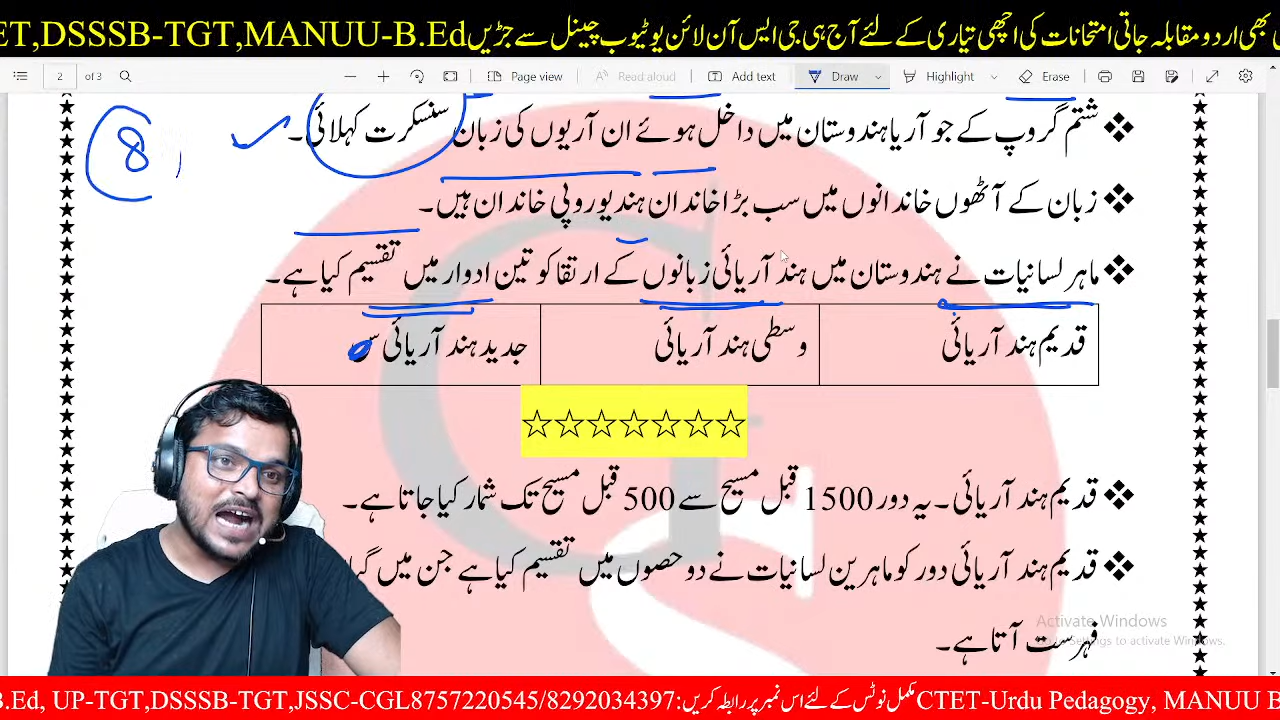 ET,DSSSB-TGT,MANUU-B.Ed بھی اردو مقابلہ جاتی امتحانات کی اچھی تیاری کے لئے آج ہی جی ایس آن لائن یوٹیوب چینل سے جڑیں
2 of 3 Page view Read aloud Add text Draw Highlight Erase
8
❖ شتم گروپ کے جو آریا ہندوستان میں داخل ہوئے ان آریوں کی زبان سنسکرت کہلائی۔
❖ زبان کے آٹھوں خاندانوں میں سب بڑا خاندان ہند یوروپی خاندان ہیں۔
❖ ماہر لسانیات نے ہندوستان میں ہند آریائی زبانوں کے ارتقا کو تین ادوار میں تقسیم کیا ہے۔
قدیم ہند آریائی وسطی ہند آریائی جدید ہند آریائی
☆☆☆☆☆☆☆
❖ قدیم ہند آریائی۔ یہ دور 1500 قبل مسیح سے 500 قبل مسیح تک شمار کیا جاتا ہے۔
❖ قدیم ہند آریائی دور کو ماہرین لسانیات نے دو حصوں میں تقسیم کیا ہے جن میں
فہرست آتا ہے۔
Activate Windows
to Settings to activate Windows.
B.Ed, UP-TGT,DSSSB-TGT,JSSC-CGL8757220545/8292034397:مکمل نوٹس کے لئے اس نمبر پر رابطہ کریں CTET-Urdu Pedagogy, MANUU B